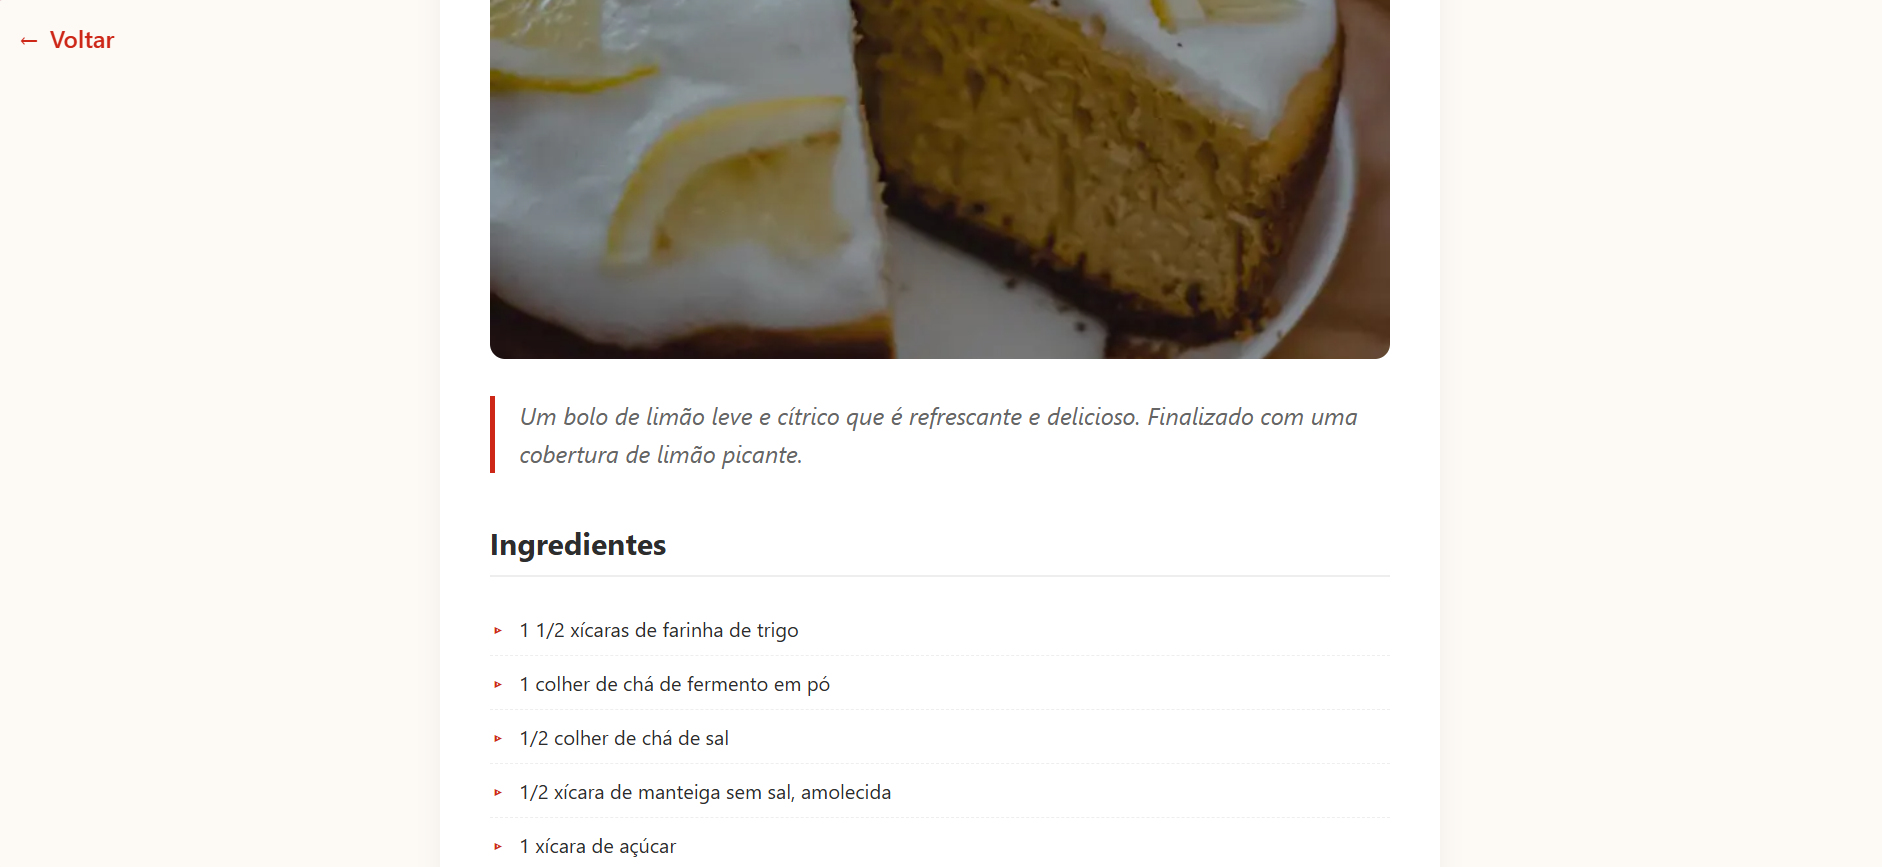 ← Voltar
Um bolo de limão leve e cítrico que é refrescante e delicioso. Finalizado com uma
cobertura de limão picante.
Ingredientes
1 1/2 xícaras de farinha de trigo
1 colher de chá de fermento em pó
1/2 colher de chá de sal
1/2 xícara de manteiga sem sal, amolecida
1 xícara de açúcar